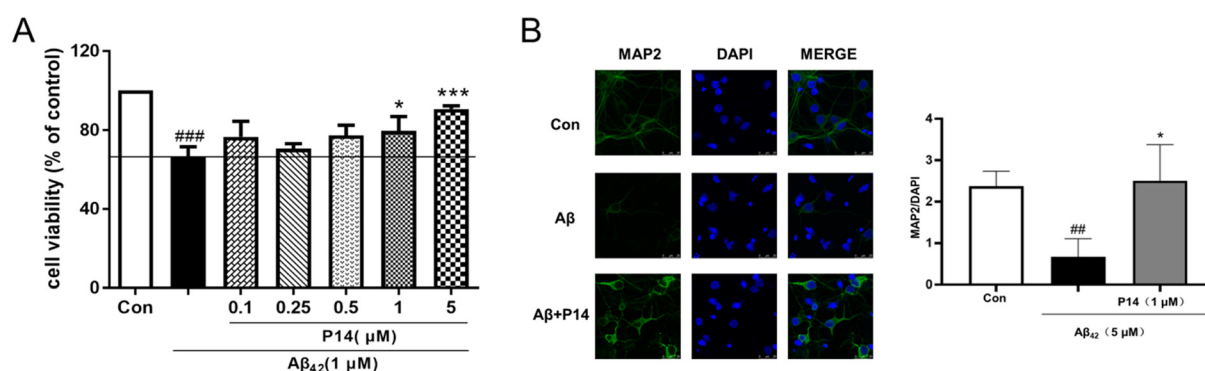 A
120
80
40
0
cell viability (% of control)
###
*
***
Con
0.1
0.25
0.5
1
5
P14( μM)
Aβ42(1 μM)
B
MAP2
DAPI
MERGE
Con
Aβ
Aβ+P14
4
3
2
1
0
MAP2/DAPI
##
*
Con
P14（1 μM）
Aβ42（5 μM）